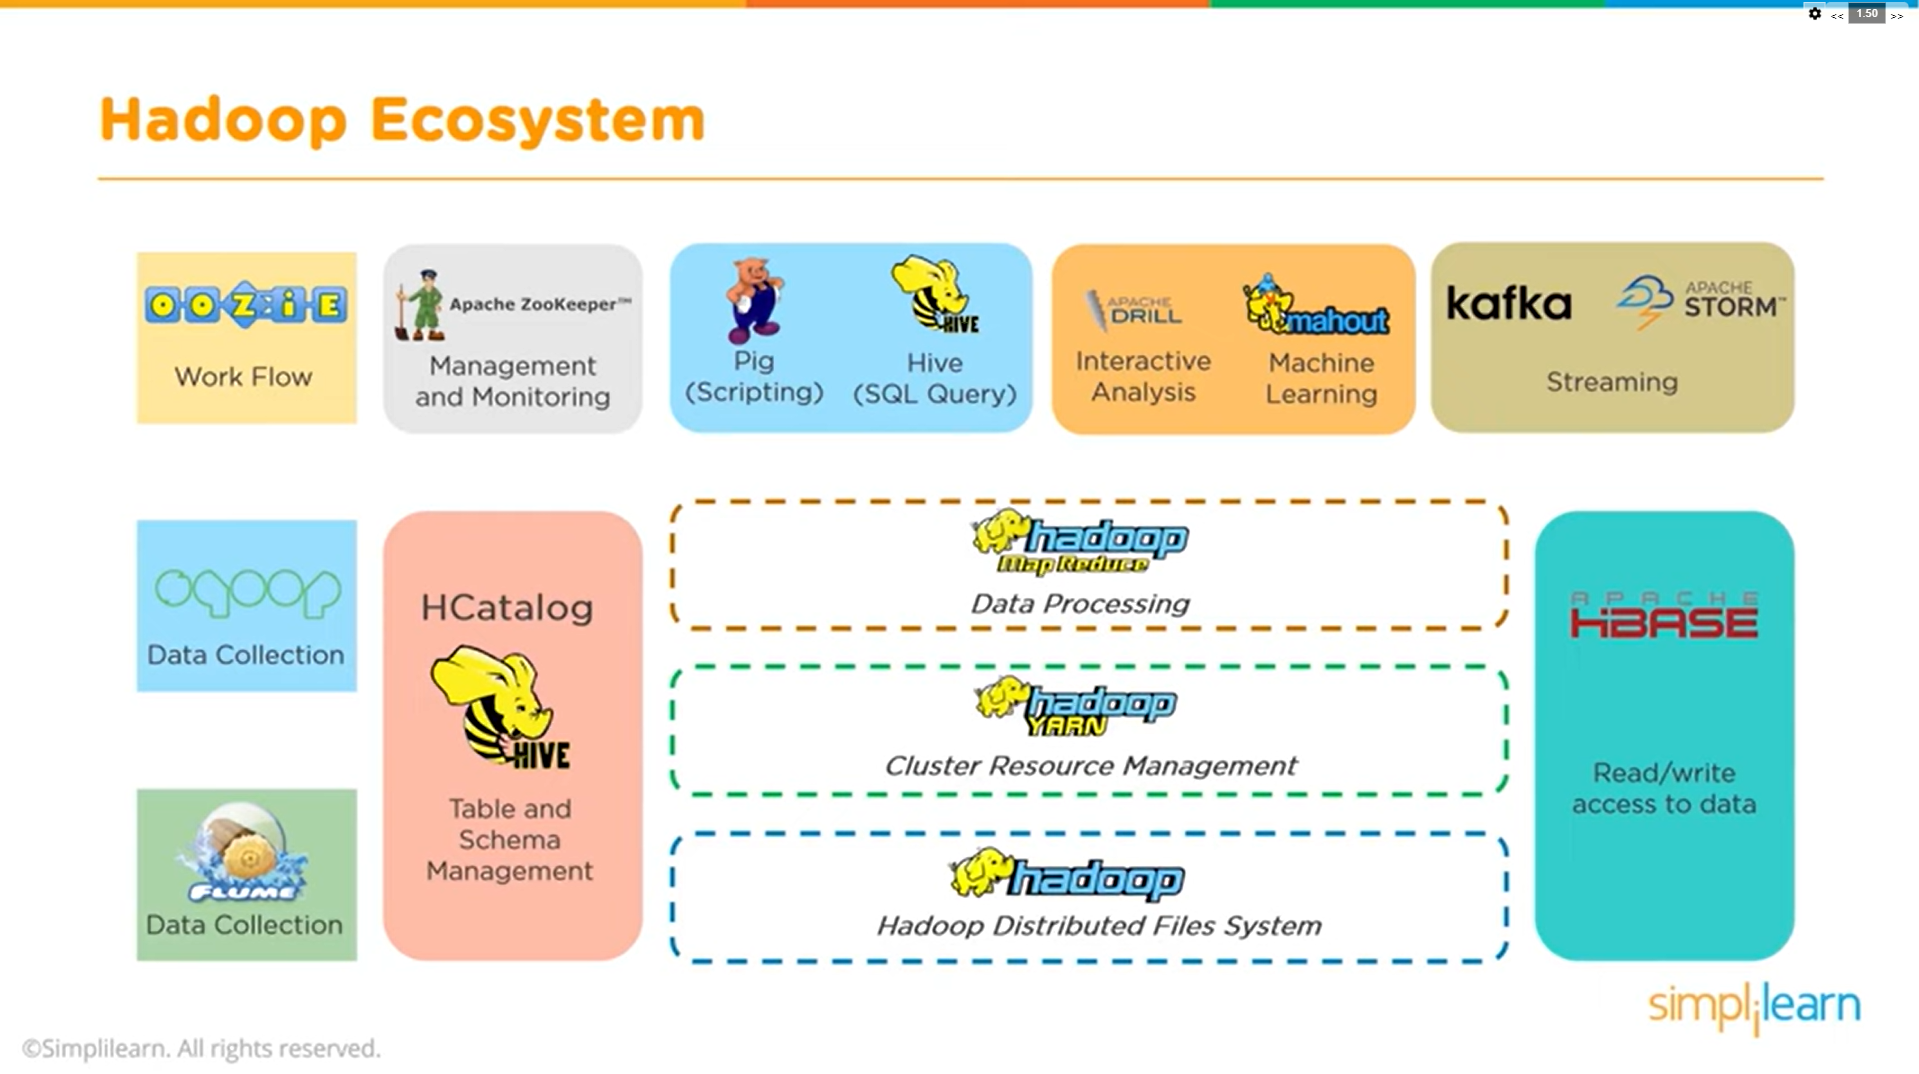 << 1.50 >>
Hadoop Ecosystem
OOZiE
Work Flow
Apache ZooKeeper™
Management
and Monitoring
Pig
(Scripting)
HIVE
Hive
(SQL Query)
APACHE
DRILL
Interactive
Analysis
mahout
Machine
Learning
kafka
APACHE
STORM™
Streaming
sqoop
Data Collection
FLUME
Data Collection
HCatalog
HIVE
Table and
Schema
Management
hadoop
Map Reduce
Data Processing
hadoop
YARN
Cluster Resource Management
hadoop
Hadoop Distributed Files System
APACHE
HBASE
Read/write
access to data
simplilearn
©Simplilearn. All rights reserved.